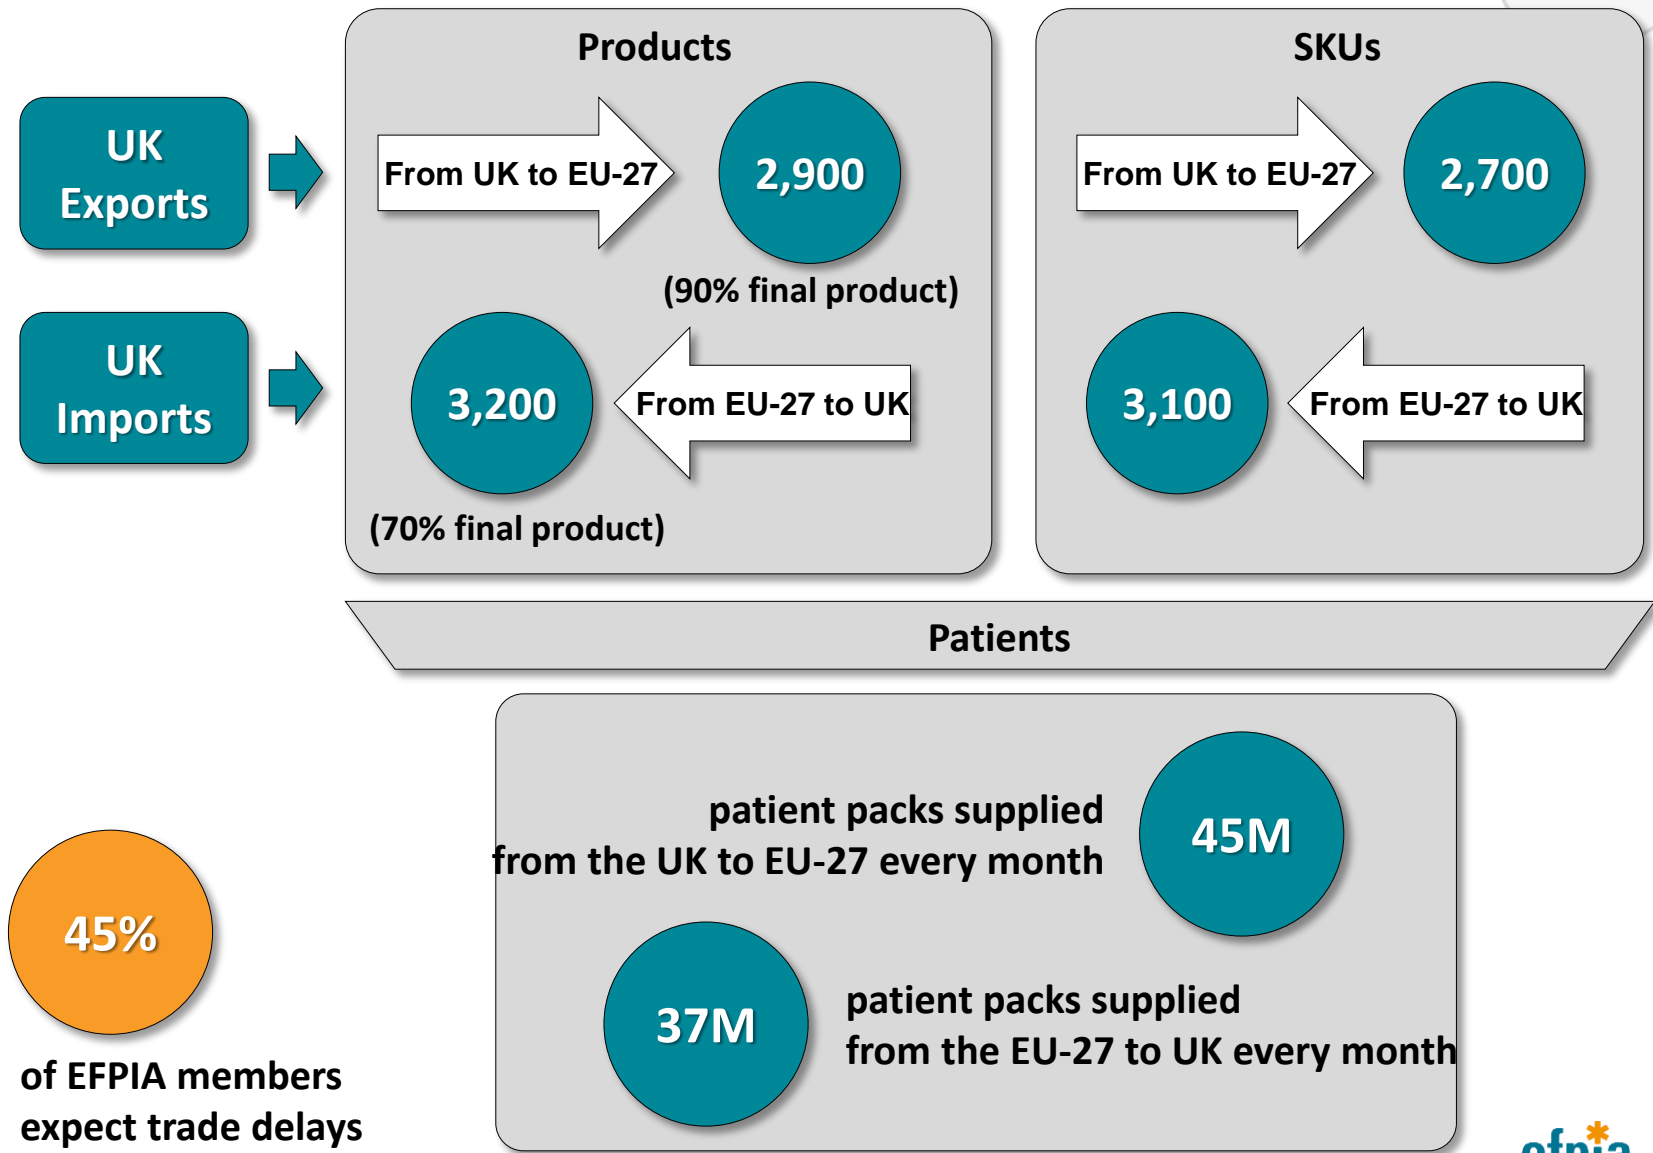 Products
UK
Exports
From UK to EU-27
2,900
(90% final product)
UK
Imports
3,200
From EU-27 to UK
(70% final product)
SKUs
From UK to EU-27
2,700
3,100
From EU-27 to UK
Patients
patient packs supplied
from the UK to EU-27 every month
45M
37M
patient packs supplied
from the EU-27 to UK every month
45%
of EFPIA members
expect trade delays
efpia